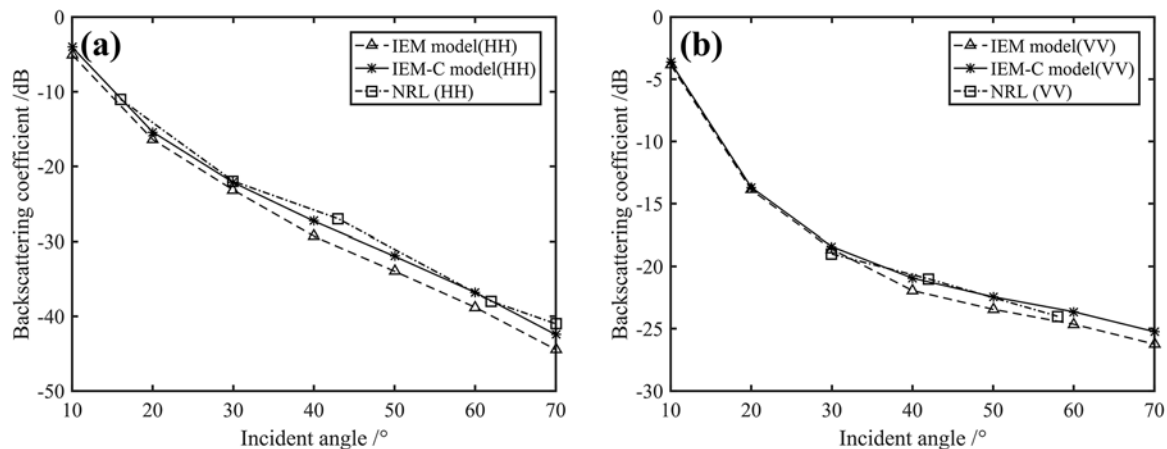 (a)
IEM model(HH)
IEM-C model(HH)
NRL (HH)
0
-10
-20
-30
-40
-50
Backscattering coefficient /dB
10 20 30 40 50 60 70
Incident angle /°
(b)
IEM model(VV)
IEM-C model(VV)
NRL (VV)
0
-5
-10
-15
-20
-25
-30
Backscattering coefficient /dB
10 20 30 40 50 60 70
Incident angle /°